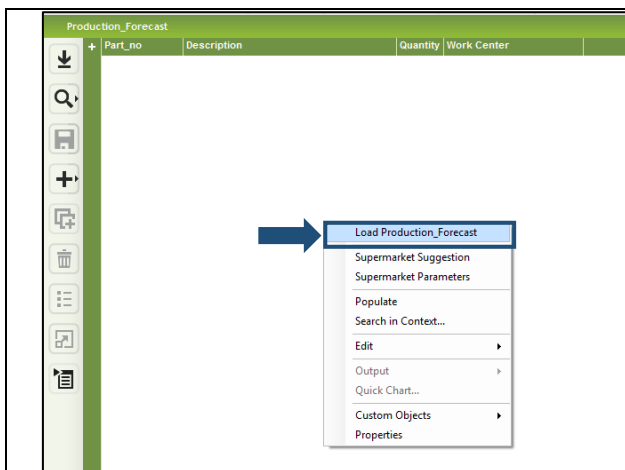 Production_Forecast
+ Part_no Description Quantity Work Center
Load Production_Forecast
Supermarket Suggestion
Supermarket Parameters
Populate
Search in Context...
Edit
Output
Quick Chart...
Custom Objects
Properties